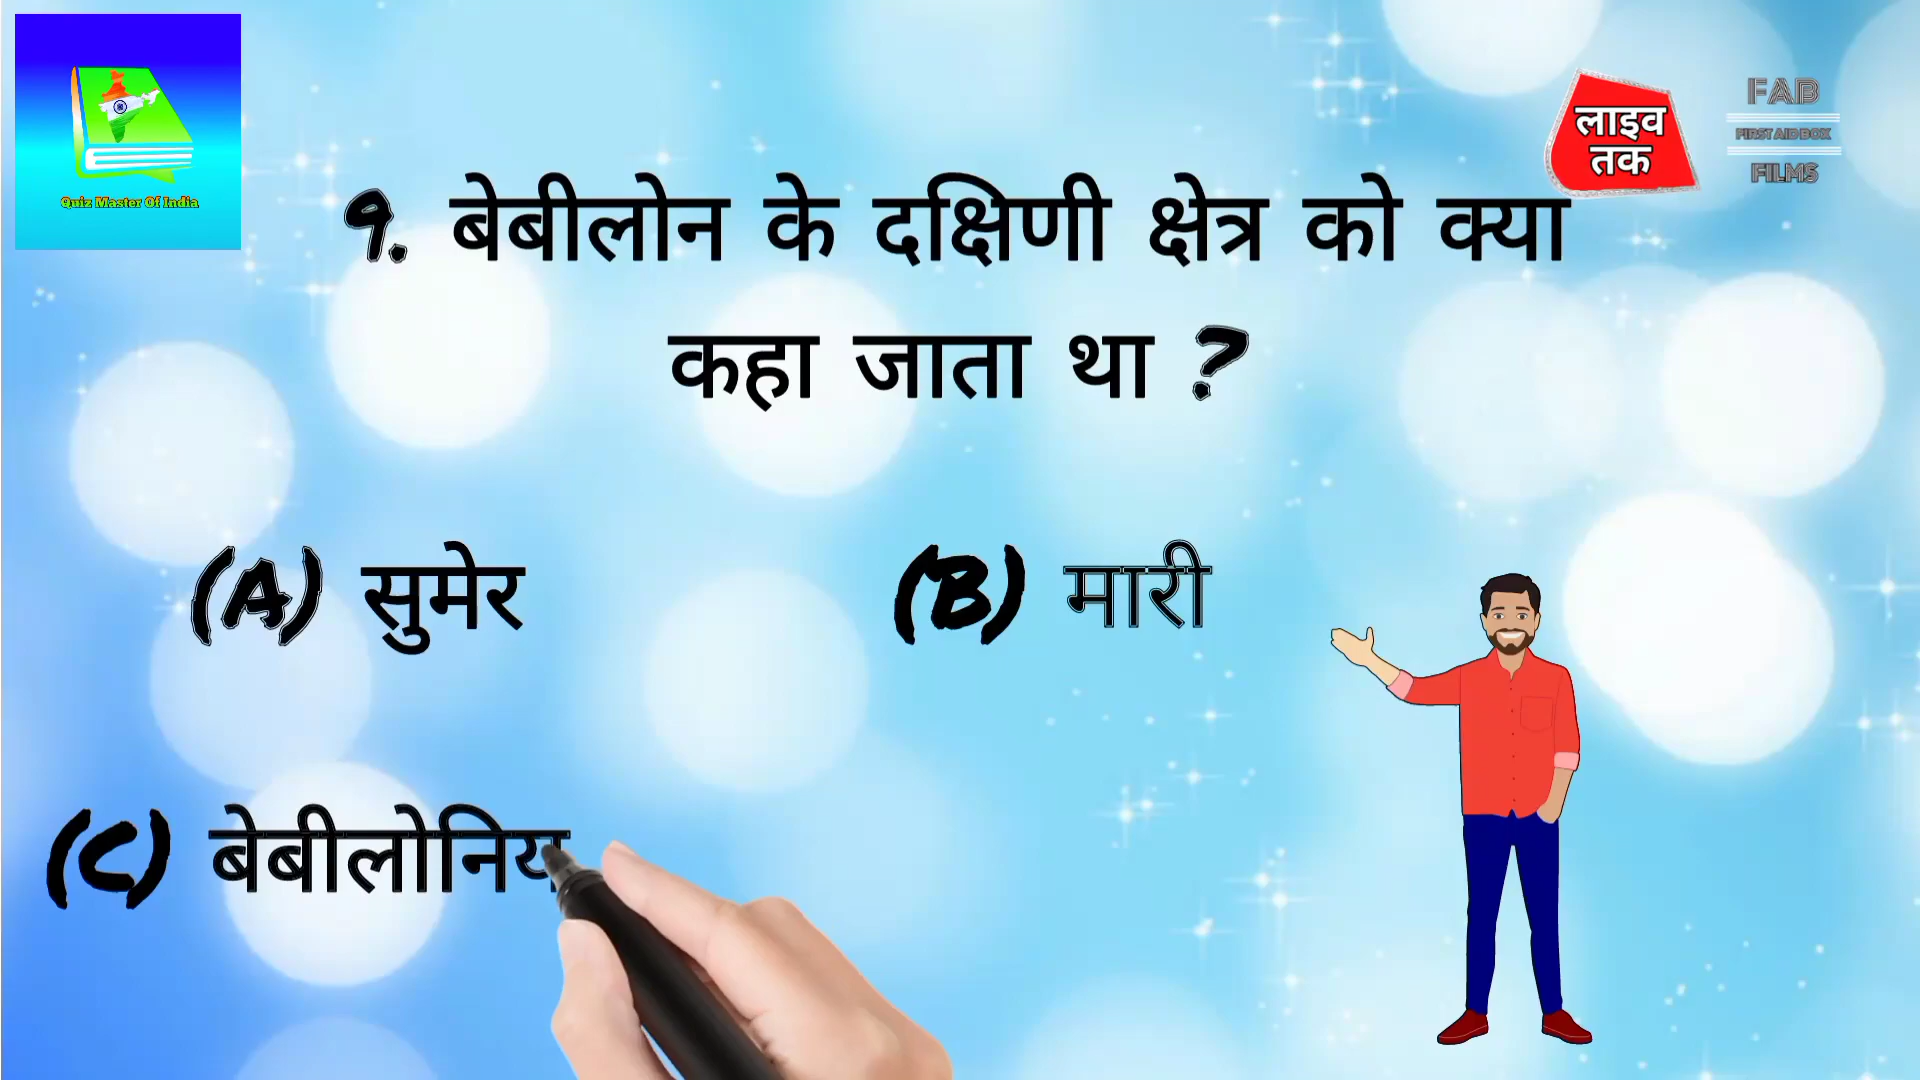 Quiz Master Of India
लाइव
तक
FAB
FIRST AID BOX
FILMS
9. बेबीलोन के दक्षिणी क्षेत्र को क्या
कहा जाता था ?
(A) सुमेर
(B) मारी
(C) बेबीलोनिय